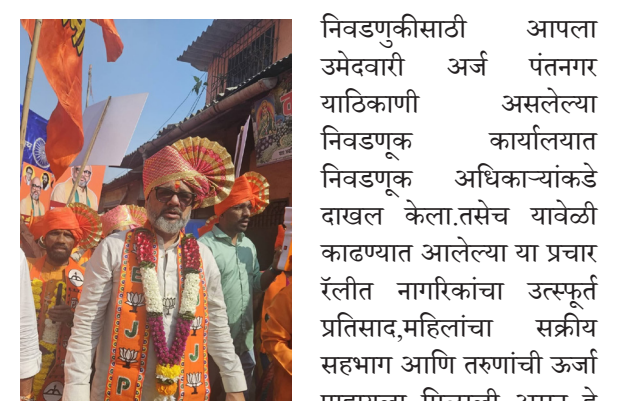 निवडणुकीसाठी आपला
उमेदवारी अर्ज पंतनगर
याठिकाणी असलेल्या
निवडणूक कार्यालयात
निवडणूक अधिकाऱ्यांकडे
दाखल केला.तसेच यावेळी
काढण्यात आलेल्या या प्रचार
रॅलीत नागरिकांचा उत्स्फूर्त
प्रतिसाद,महिलांचा सक्रीय
सहभाग आणि तरुणांची ऊर्जा
B
J
P
J